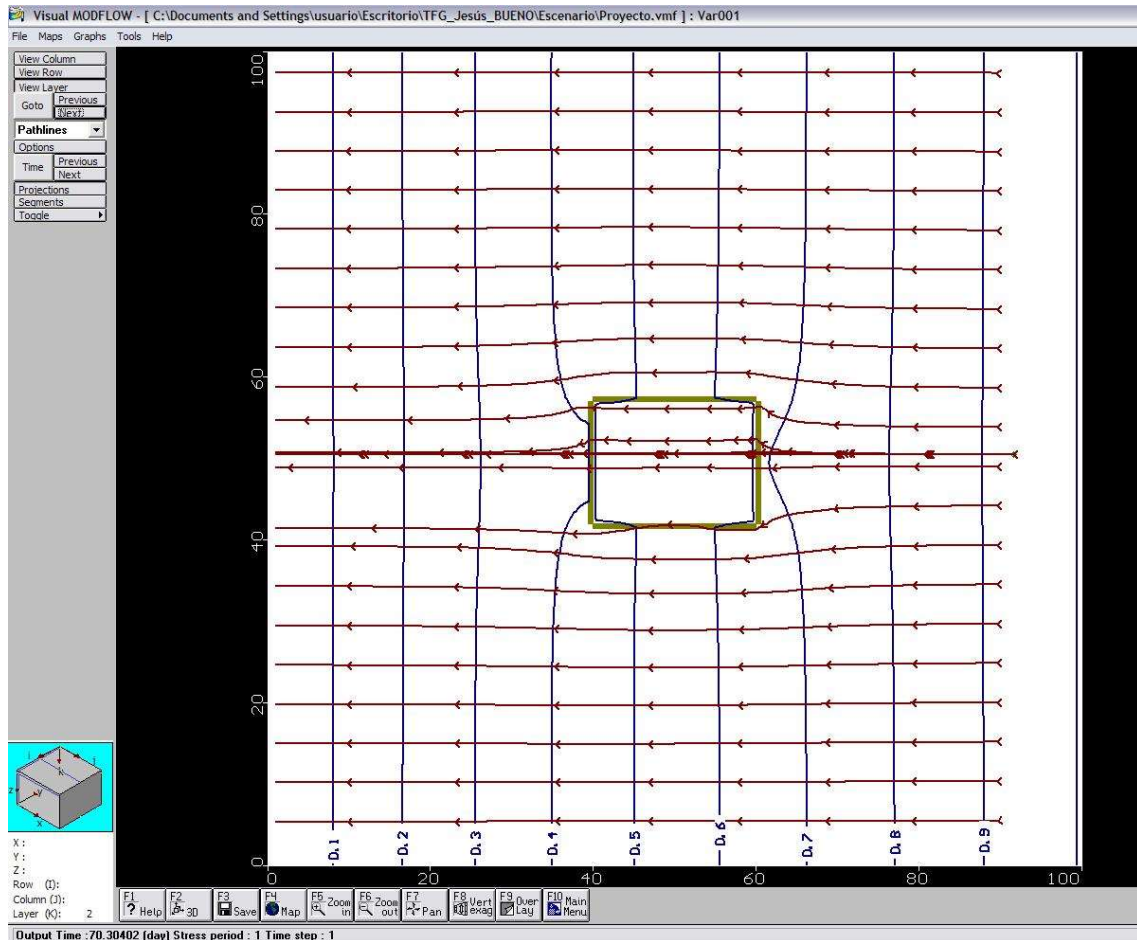 Visual MODFLOW - [ C:\Documents and Settings\usuario\Escritorio\TFG_Jesús_BUENO\Escenario\Proyecto.vmf ] : Var001
File Maps Graphs Tools Help
View Column
View Row
View Layer
Goto Previous
Next
Pathlines
Options
Time Previous
Next
Projections
Segments
Toggle
100
80
60
40
20
0
-0.1
-0.2
-0.3
-0.4
-0.5
-0.6
-0.7
-0.8
-0.9
0 20 40 60 80 100
X :
Y :
Z :
Row (I):
Column (J):
Layer (K): 2
F1 ? Help
F2 3D
F3 Save
F4 Map
F5 Zoom in
F6 Zoom out
F7 Pan
F8 Vert exag
F9 Over Lay
F10 Main Menu
Output Time :70.30402 [day] Stress period : 1 Time step : 1